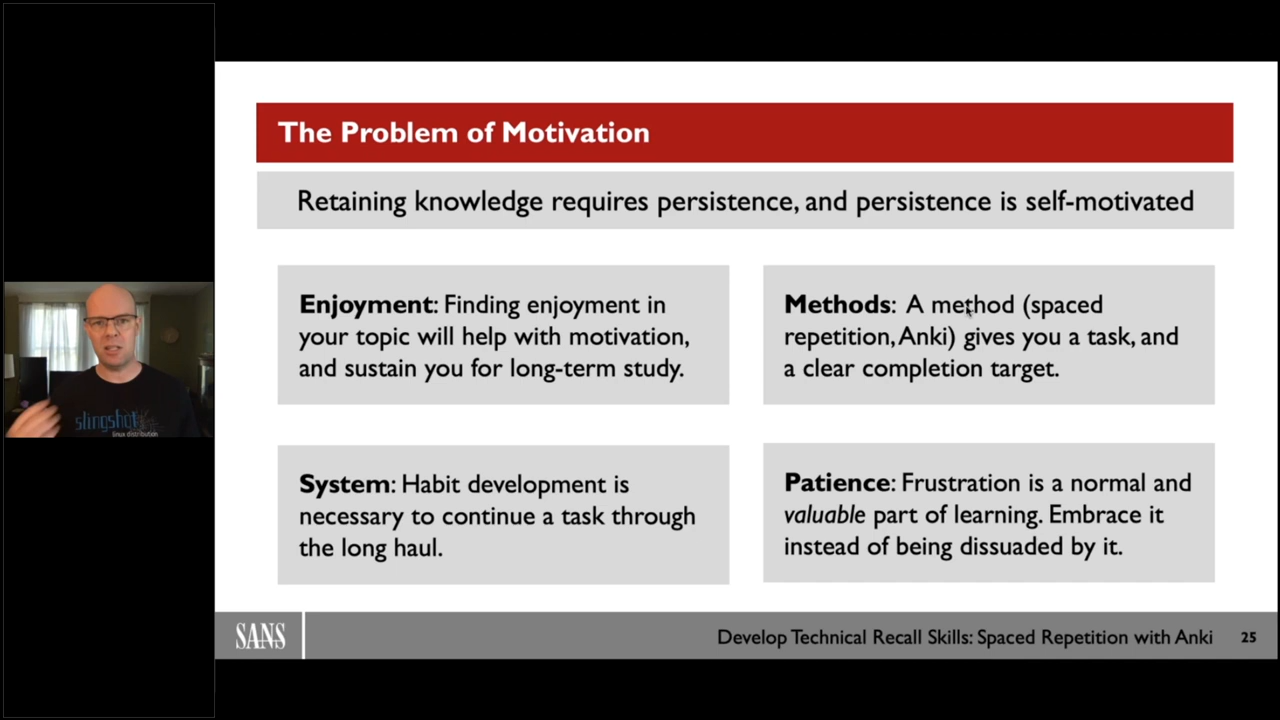 The Problem of Motivation
Retaining knowledge requires persistence, and persistence is self-motivated
Enjoyment: Finding enjoyment in
your topic will help with motivation,
and sustain you for long-term study.
Methods: A method (spaced
repetition, Anki) gives you a task, and
a clear completion target.
System: Habit development is
necessary to continue a task through
the long haul.
Patience: Frustration is a normal and
valuable part of learning. Embrace it
instead of being dissuaded by it.
slingshot
linux distribution
SANS
Develop Technical Recall Skills: Spaced Repetition with Anki 25